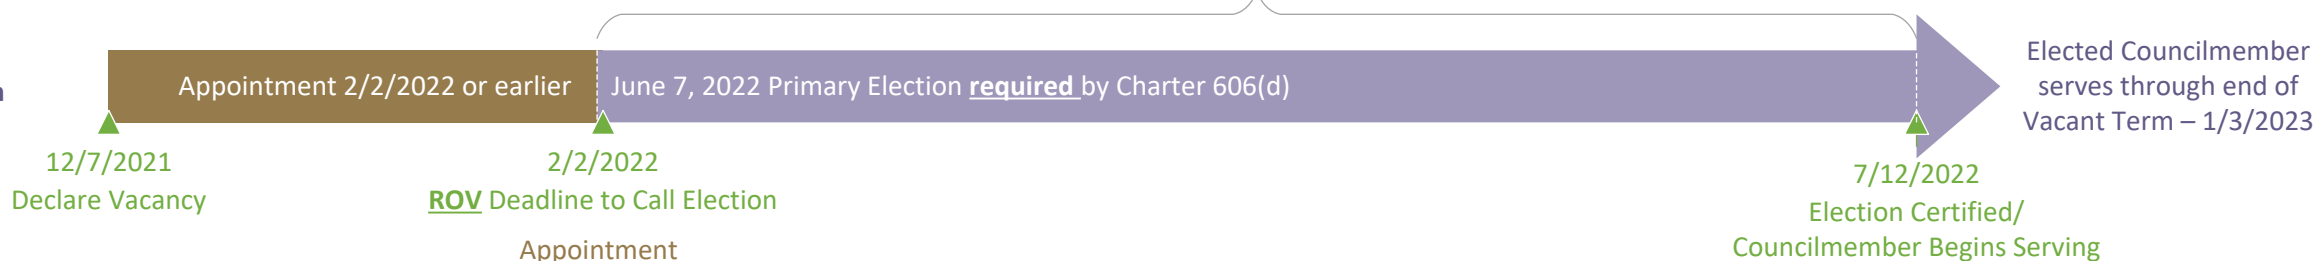 Appointment 2/2/2022 or earlier
June 7, 2022 Primary Election required by Charter 606(d)
Elected Councilmember
serves through end of
Vacant Term – 1/3/2023
12/7/2021
Declare Vacancy
2/2/2022
ROV Deadline to Call Election
Appointment
7/12/2022
Election Certified/
Councilmember Begins Serving